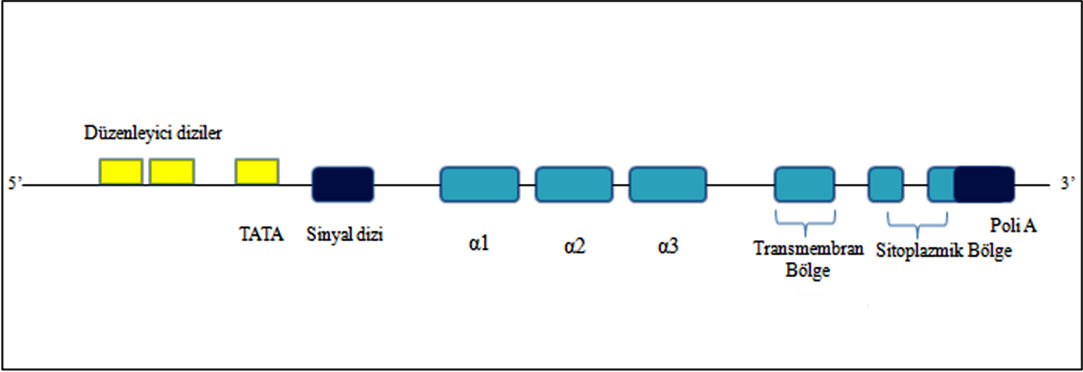 Düzenleyici diziler
5’
3’
TATA
Sinyal dizi
α1
α2
α3
Transmembran
Bölge
Sitoplazmik Bölge
Poli A